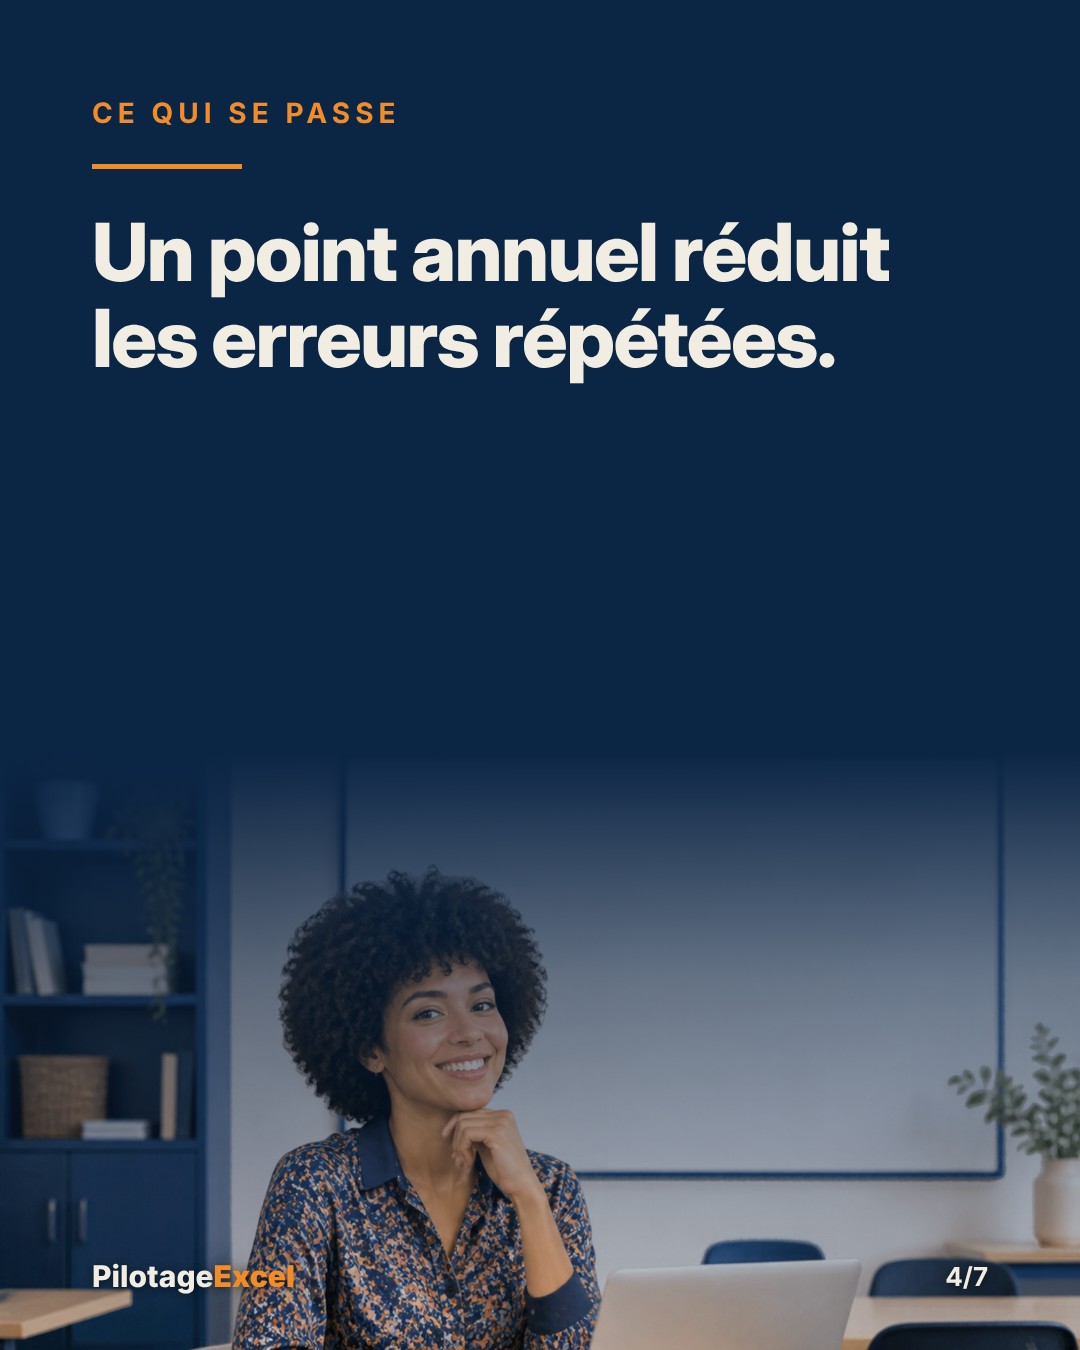 CE QUI SE PASSE
Un point annuel réduit
les erreurs répétées.
PilotageExcel
4/7